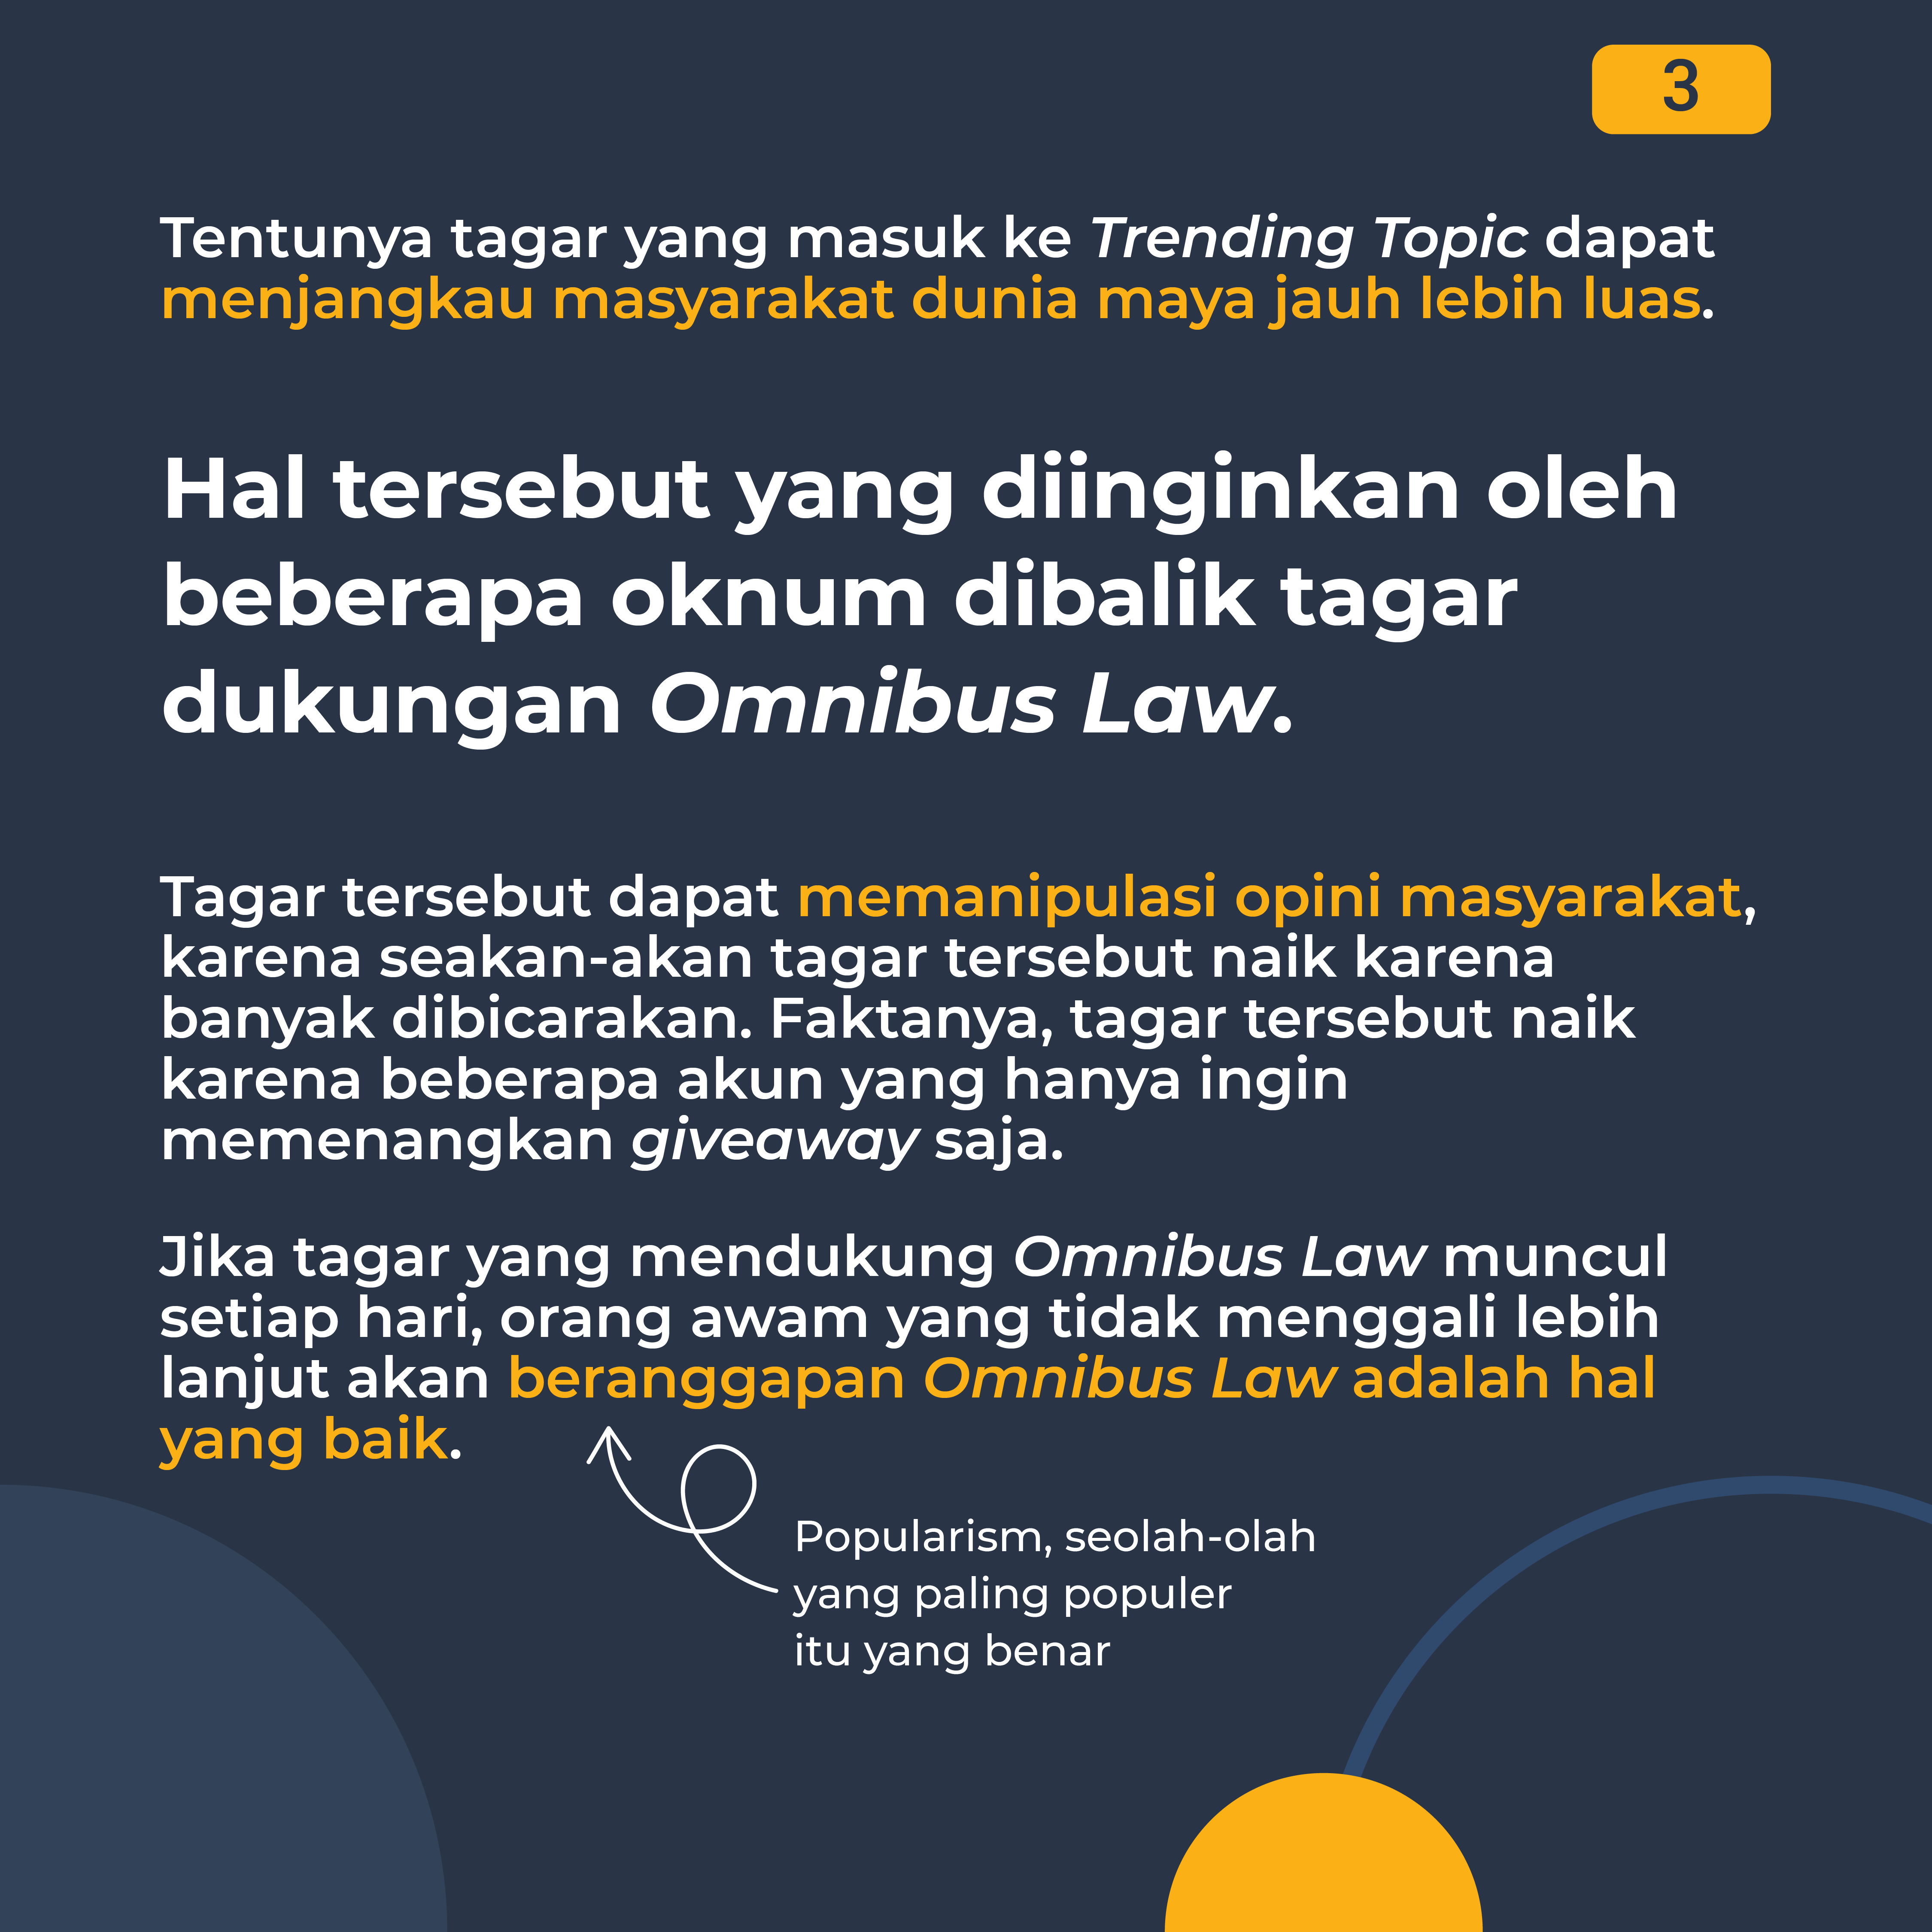 3
Tentunya tagar yang masuk ke Trending Topic dapat
menjangkau masyarakat dunia maya jauh lebih luas.
Hal tersebut yang diinginkan oleh
beberapa oknum dibalik tagar
dukungan Omnibus Law.
Tagar tersebut dapat memanipulasi opini masyarakat,
karena seakan-akan tagar tersebut naik karena
banyak dibicarakan. Faktanya, tagar tersebut naik
karena beberapa akun yang hanya ingin
memenangkan giveaway saja.
Jika tagar yang mendukung Omnibus Law muncul
setiap hari, orang awam yang tidak menggali lebih
lanjut akan beranggapan Omnibus Law adalah hal
yang baik.
Popularism, seolah-olah
yang paling populer
itu yang benar